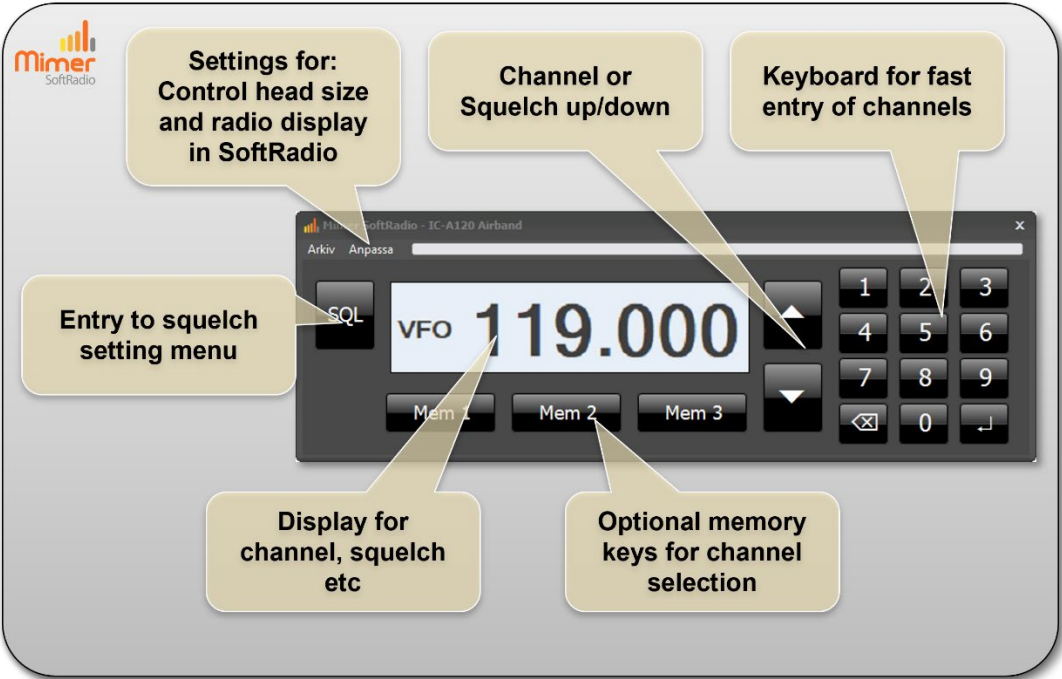 Mimer
SoftRadio
Settings for:
Control head size
and radio display
in SoftRadio
Channel or
Squelch up/down
Keyboard for fast
entry of channels
Mimer SoftRadio - IC-A120 Airband
x
Arkiv Anpassa
Entry to squelch
setting menu
SQL
VFO 119.000
1 2 3
4 5 6
7 8 9
0
Mem 1 Mem 2 Mem 3
Display for
channel, squelch
etc
Optional memory
keys for channel
selection